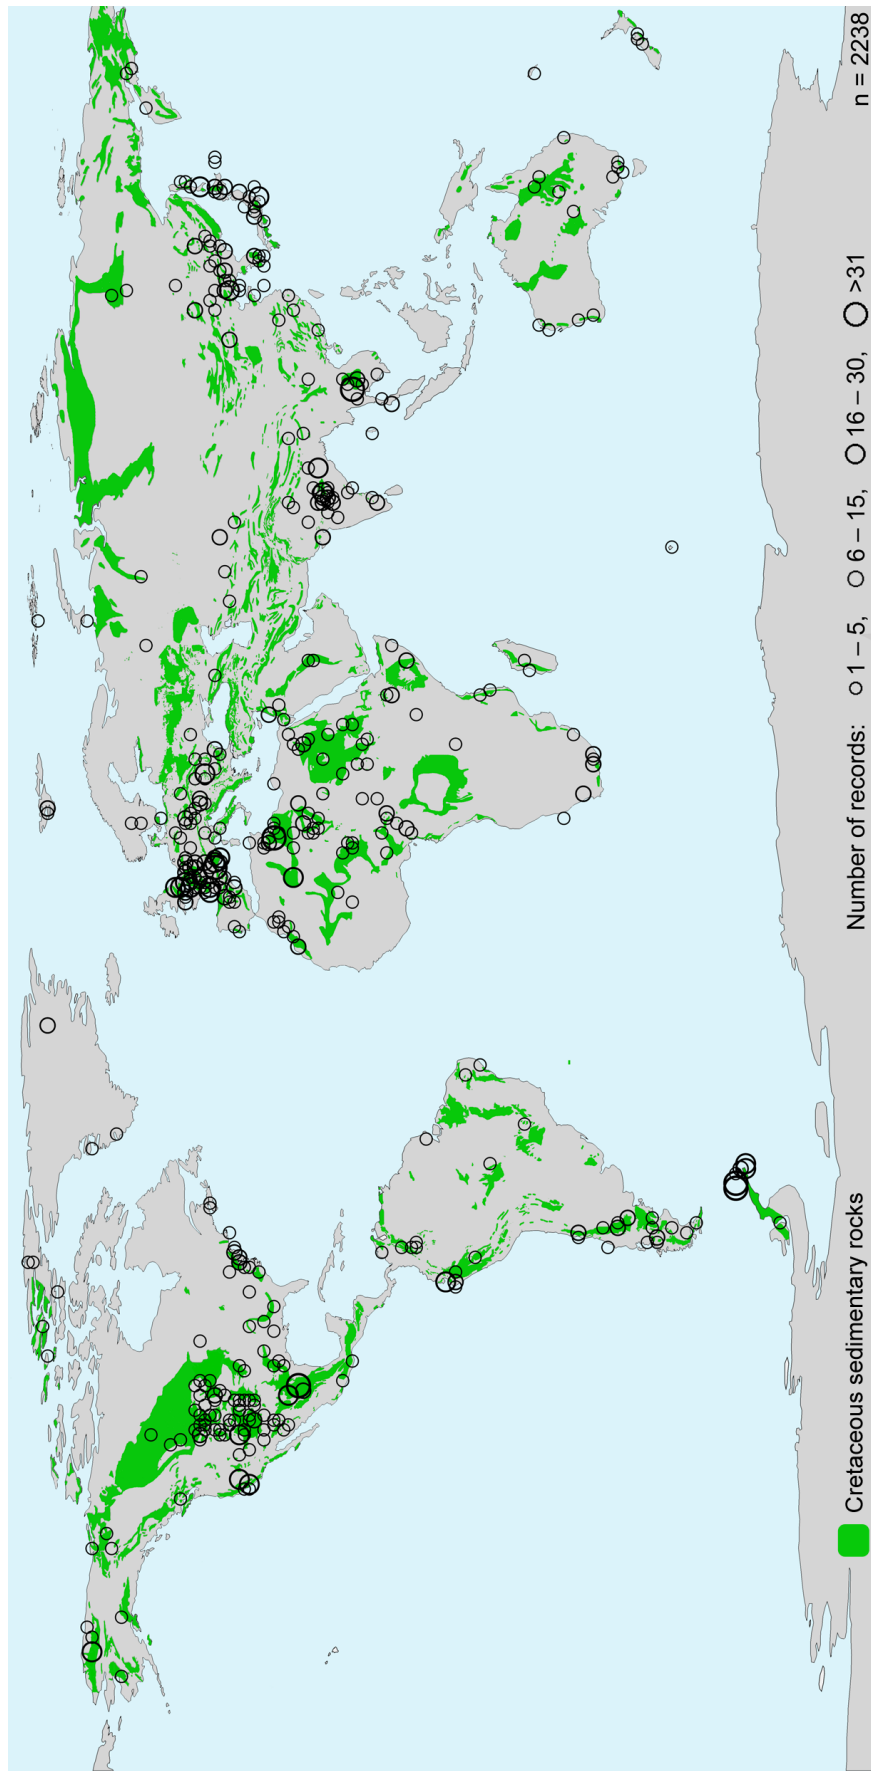 Cretaceous sedimentary rocks
Number of records: 1 – 5, 6 – 15, 16 – 30, >31
n = 2238